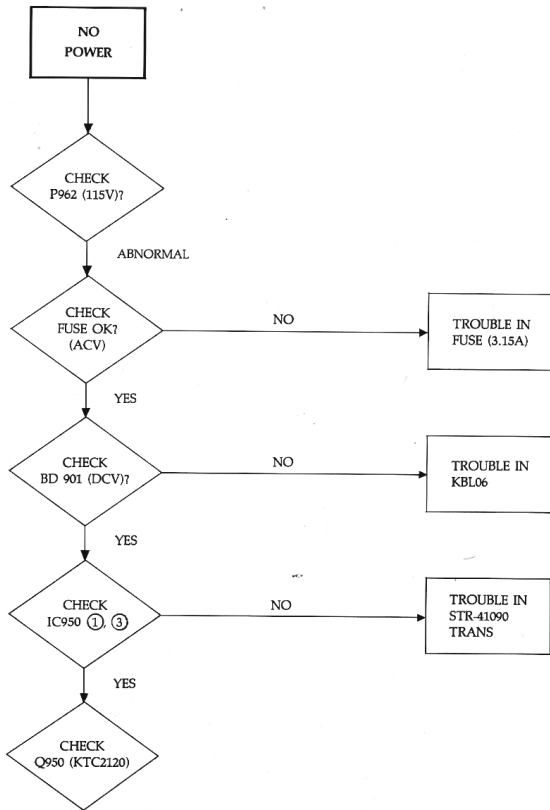 NO
POWER
CHECK
P962 (115V)?
ABNORMAL
CHECK
FUSE OK?
(ACV)
NO
TROUBLE IN
FUSE (3.15A)
YES
CHECK
BD 901 (DCV)?
NO
TROUBLE IN
KBL06
YES
CHECK
IC950 ①, ③
NO
TROUBLE IN
STR-41090
TRANS
YES
CHECK
Q950 (KTC2120)